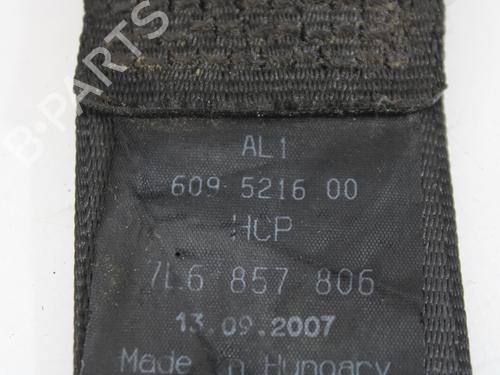 B-PARTS
AL1
609 5216 00
HCP
7L6 857 806
13.09.2007
Made in Hungary